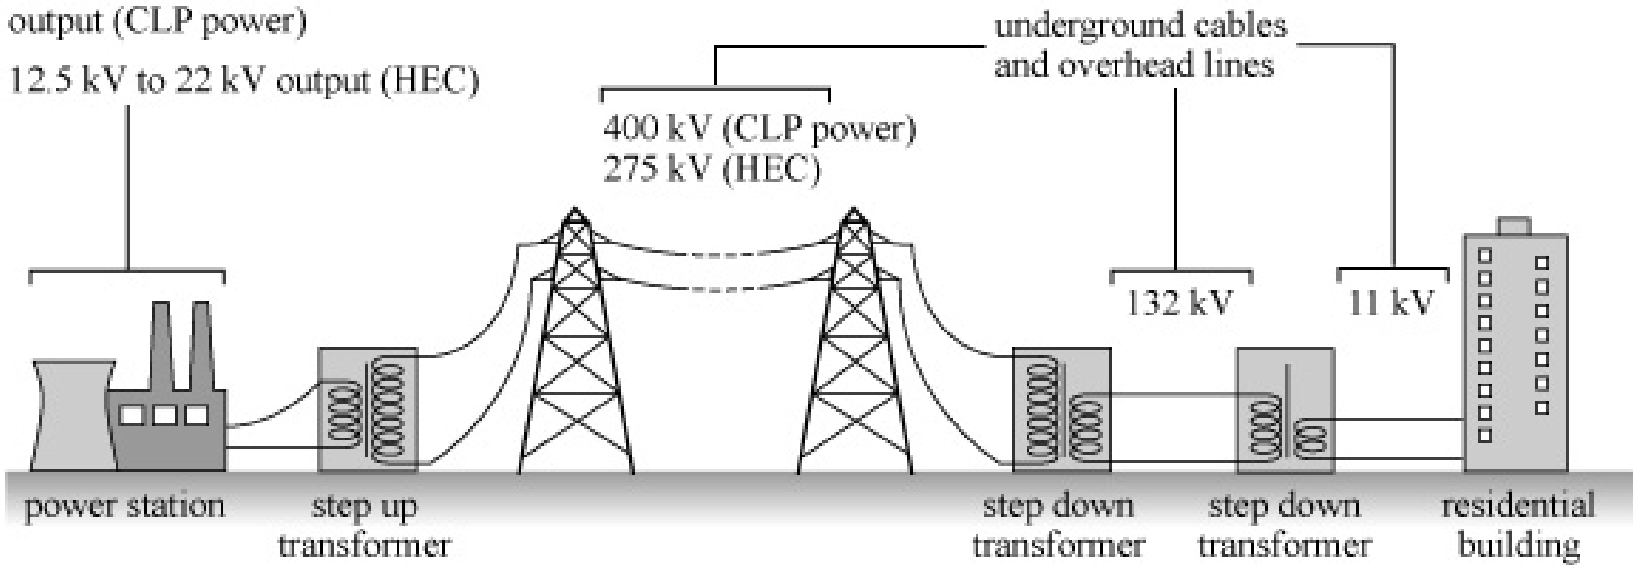 output (CLP power)
12.5 kV to 22 kV output (HEC)
underground cables
and overhead lines
400 kV (CLP power)
275 kV (HEC)
132 kV
11 kV
power station
step up
transformer
step down
transformer
step down
transformer
residential
building